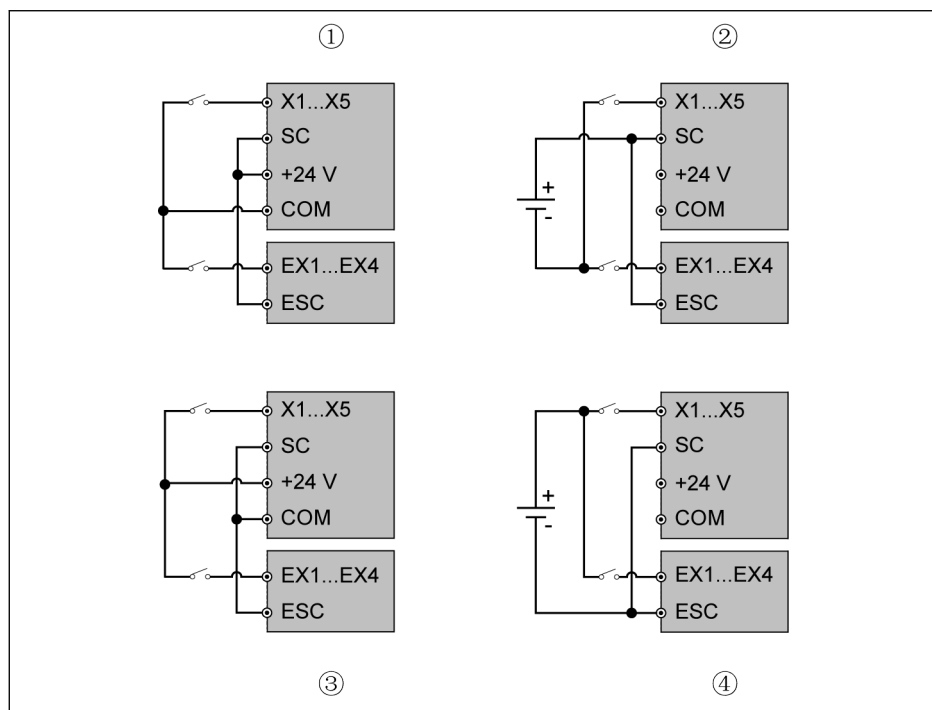 ①
②
X1...X5
SC
+24 V
COM
EX1...EX4
ESC
+
-
X1...X5
SC
+24 V
COM
EX1...EX4
ESC
X1...X5
SC
+24 V
COM
EX1...EX4
ESC
+
-
X1...X5
SC
+24 V
COM
EX1...EX4
ESC
③
④